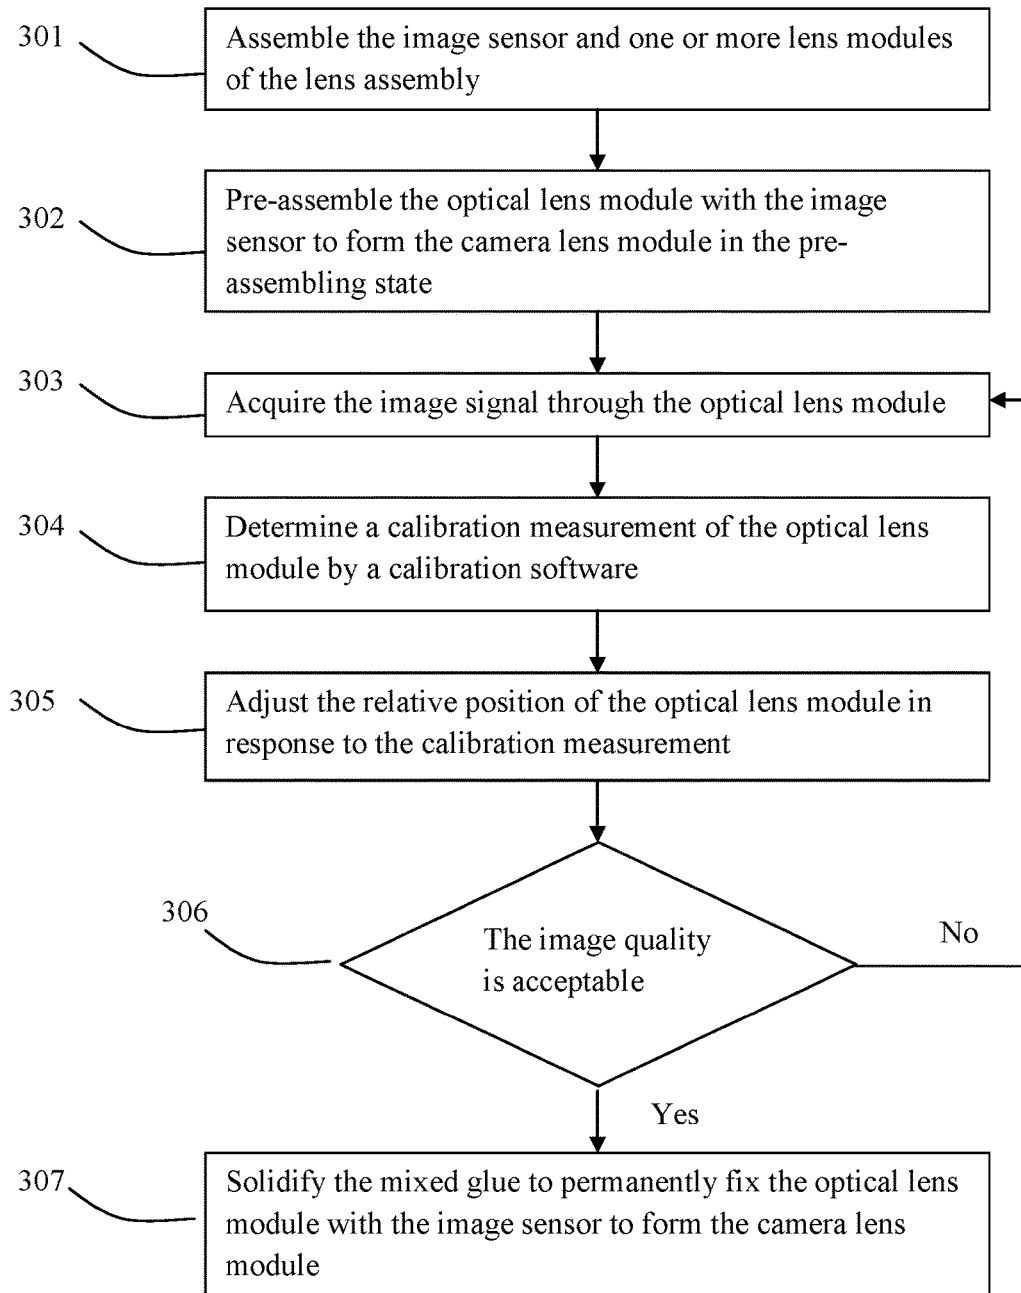 301
Assemble the image sensor and one or more lens modules
of the lens assembly
302
Pre-assemble the optical lens module with the image
sensor to form the camera lens module in the pre-
assembling state
303
Acquire the image signal through the optical lens module
304
Determine a calibration measurement of the optical lens
module by a calibration software
305
Adjust the relative position of the optical lens module in
response to the calibration measurement
306
The image quality
is acceptable
No
Yes
307
Solidify the mixed glue to permanently fix the optical lens
module with the image sensor to form the camera lens
module